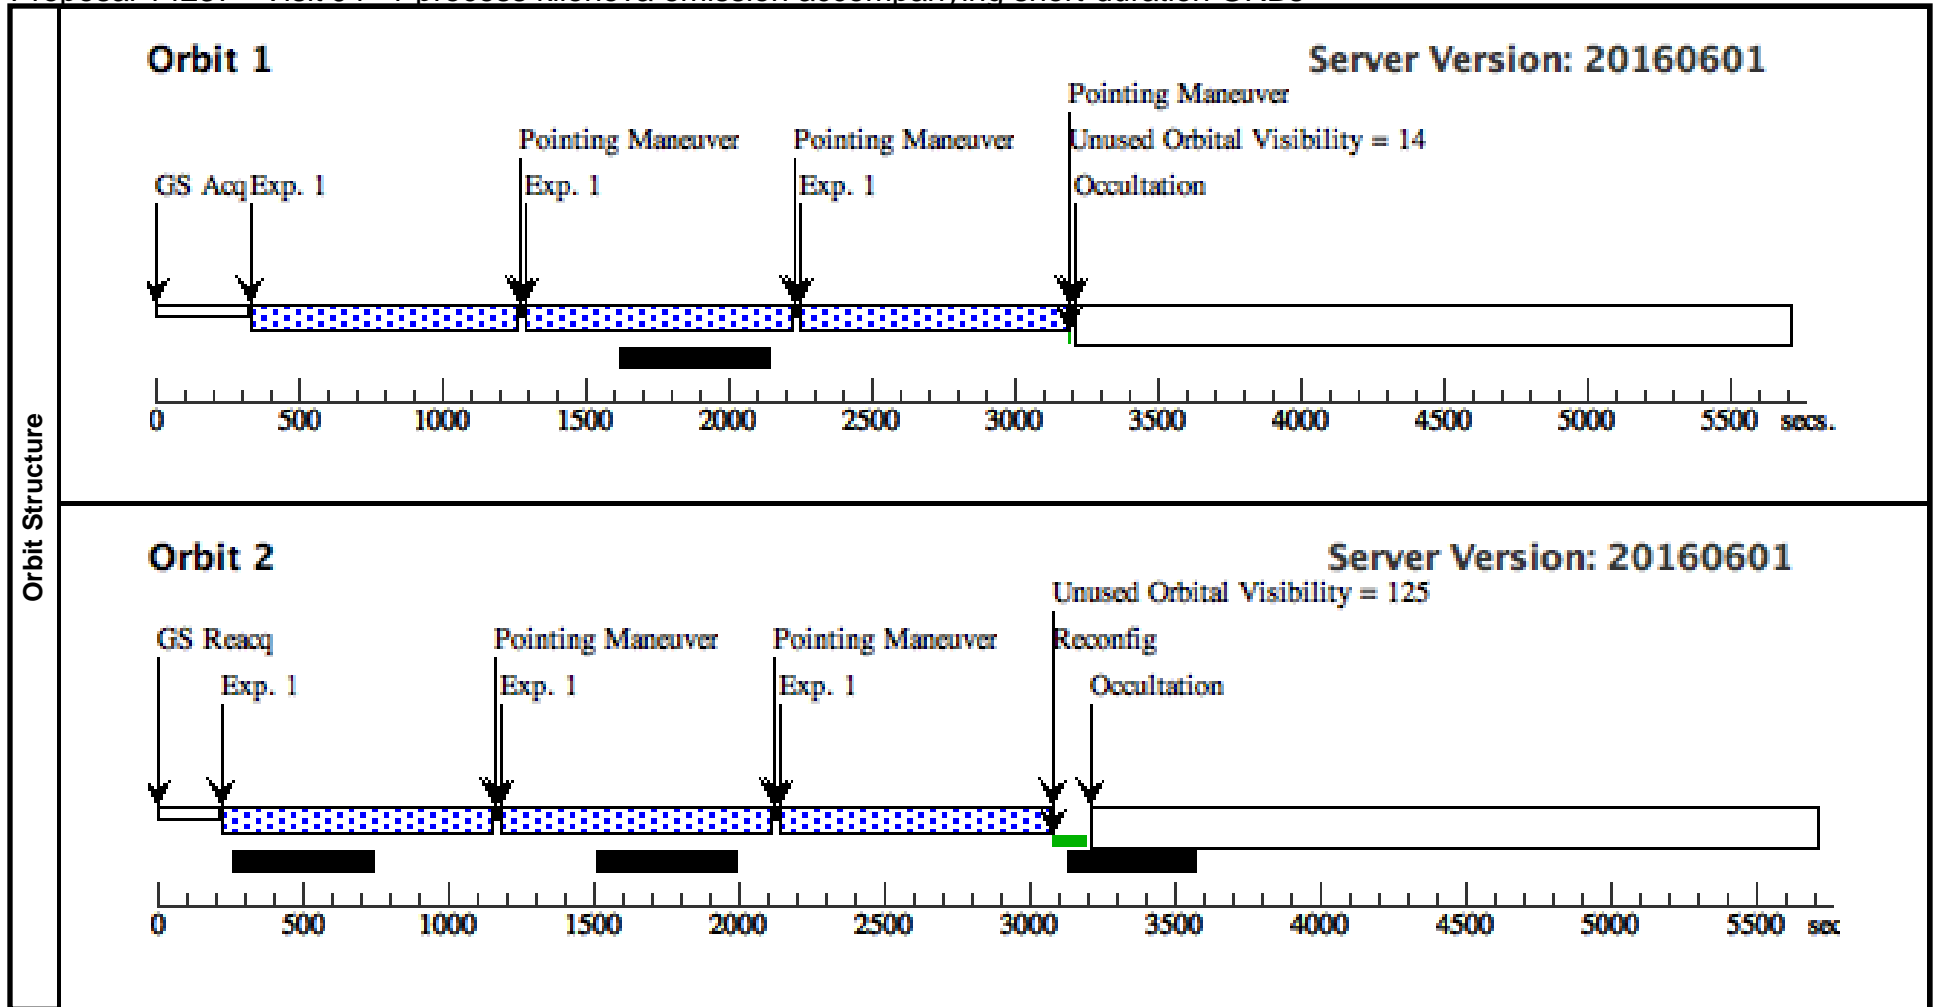 Orbit Structure
Orbit 1
Server Version: 20160601
Pointing Maneuver
Pointing Maneuver Pointing Maneuver Unused Orbital Visibility = 14
GS Acq Exp. 1 Exp. 1 Exp. 1 Occultation
0 500 1000 1500 2000 2500 3000 3500 4000 4500 5000 5500 secs.
Orbit 2
Server Version: 20160601
Unused Orbital Visibility = 125
GS Reacq Pointing Maneuver Pointing Maneuver Reconfig
Exp. 1 Exp. 1 Exp. 1 Occultation
0 500 1000 1500 2000 2500 3000 3500 4000 4500 5000 5500 sec